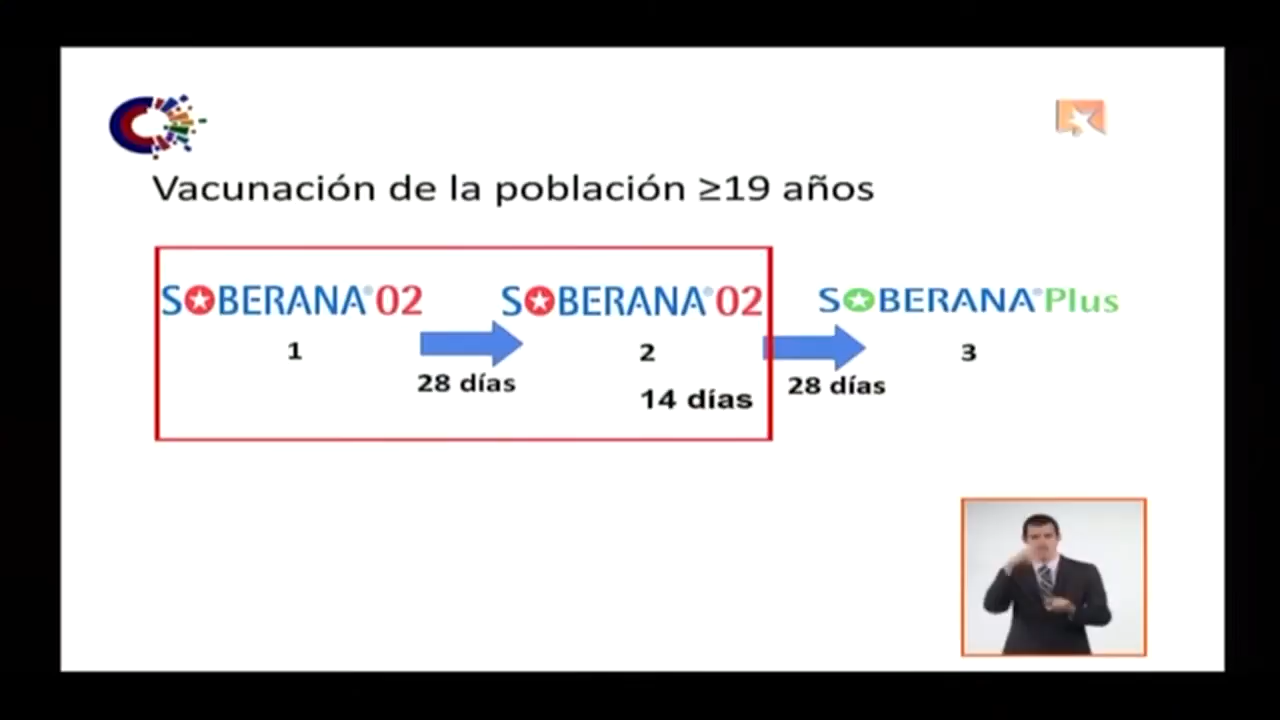 Vacunación de la población ≥19 años
SOBERANA®02
SOBERANA®02
SOBERANA®Plus
1
2
3
28 días
14 días
28 días